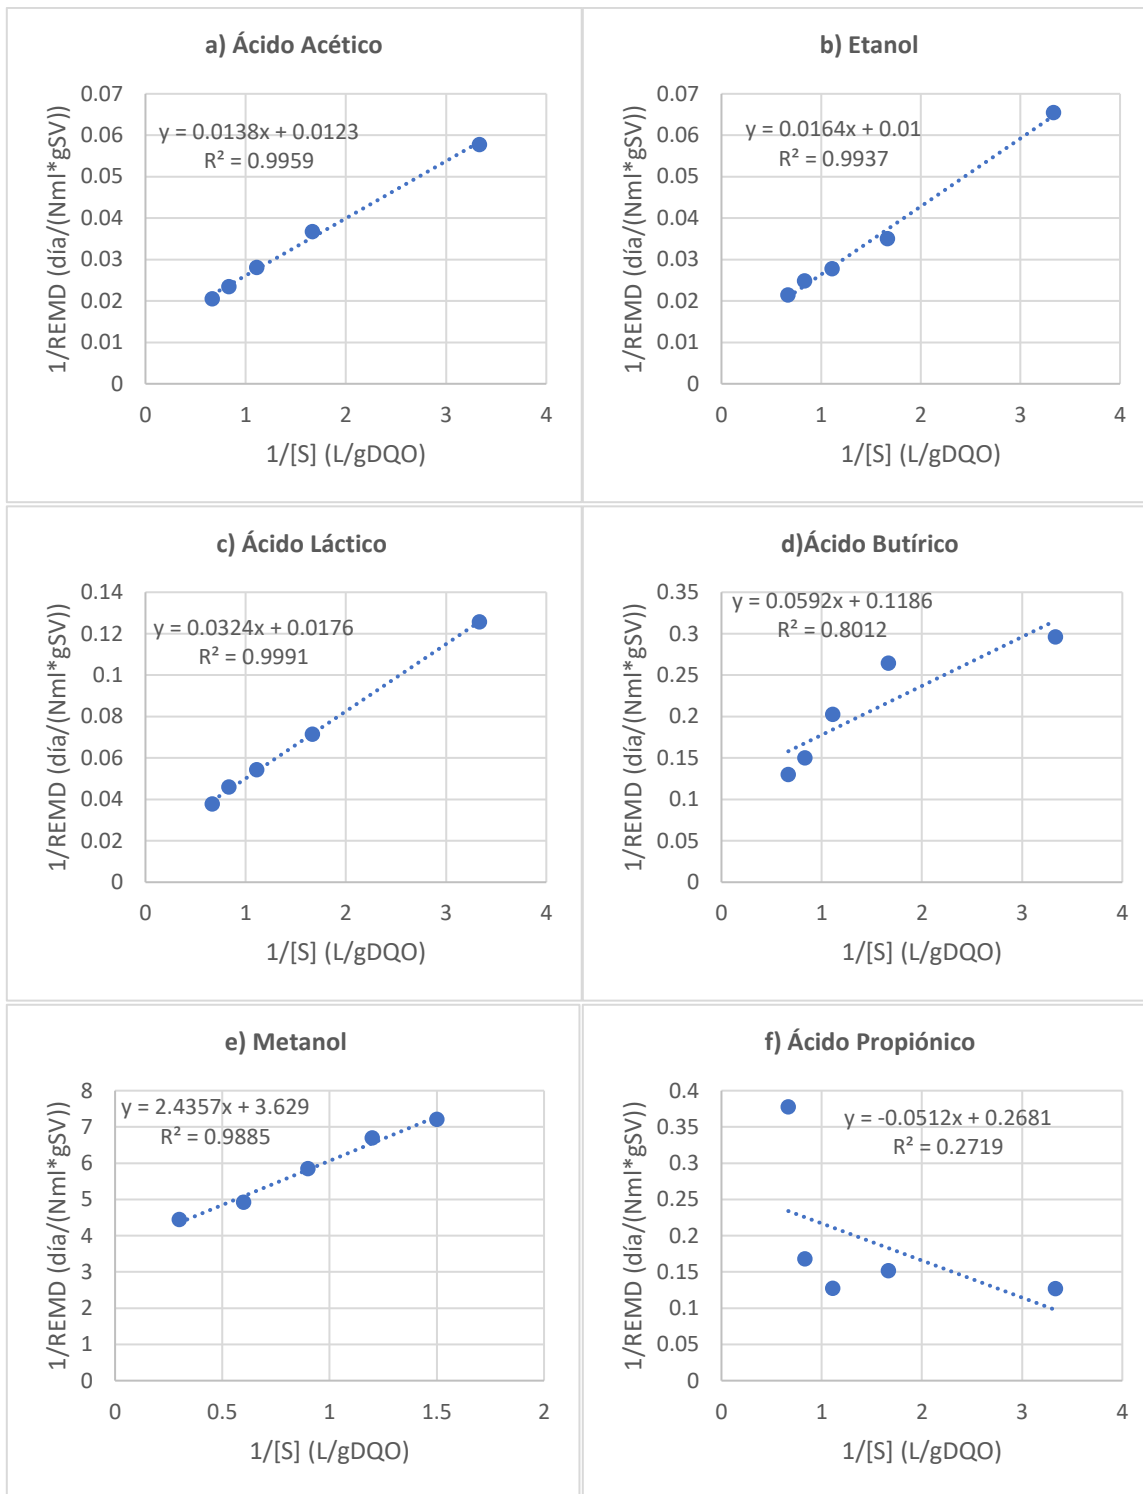 a) Ácido Acético
1/REMD (día/(Nml*gSV))
0.07
0.06
0.05
0.04
0.03
0.02
0.01
0
y = 0.0138x + 0.0123
R² = 0.9959
0 1 2 3 4
1/[S] (L/gDQO)
b) Etanol
1/REMD (día/(Nml*gSV))
0.07
0.06
0.05
0.04
0.03
0.02
0.01
0
y = 0.0164x + 0.01
R² = 0.9937
0 1 2 3 4
1/[S] (L/gDQO)
c) Ácido Láctico
1/REMD (día/(Nml*gSV))
0.14
0.12
0.1
0.08
0.06
0.04
0.02
0
y = 0.0324x + 0.0176
R² = 0.9991
0 1 2 3 4
1/[S] (L/gDQO)
d)Ácido Butírico
1/REMD (día/(Nml*gSV))
0.35
0.3
0.25
0.2
0.15
0.1
0.05
0
y = 0.0592x + 0.1186
R² = 0.8012
0 1 2 3 4
1/[S] (L/gDQO)
e) Metanol
1/REMD (día/(Nml*gSV))
8
7
6
5
4
3
2
1
0
y = 2.4357x + 3.629
R² = 0.9885
0 0.5 1 1.5 2
1/[S] (L/gDQO)
f) Ácido Propiónico
1/REMD (día/(Nml*gSV))
0.4
0.35
0.3
0.25
0.2
0.15
0.1
0.05
0
y = -0.0512x + 0.2681
R² = 0.2719
0 1 2 3 4
1/[S] (L/gDQO)